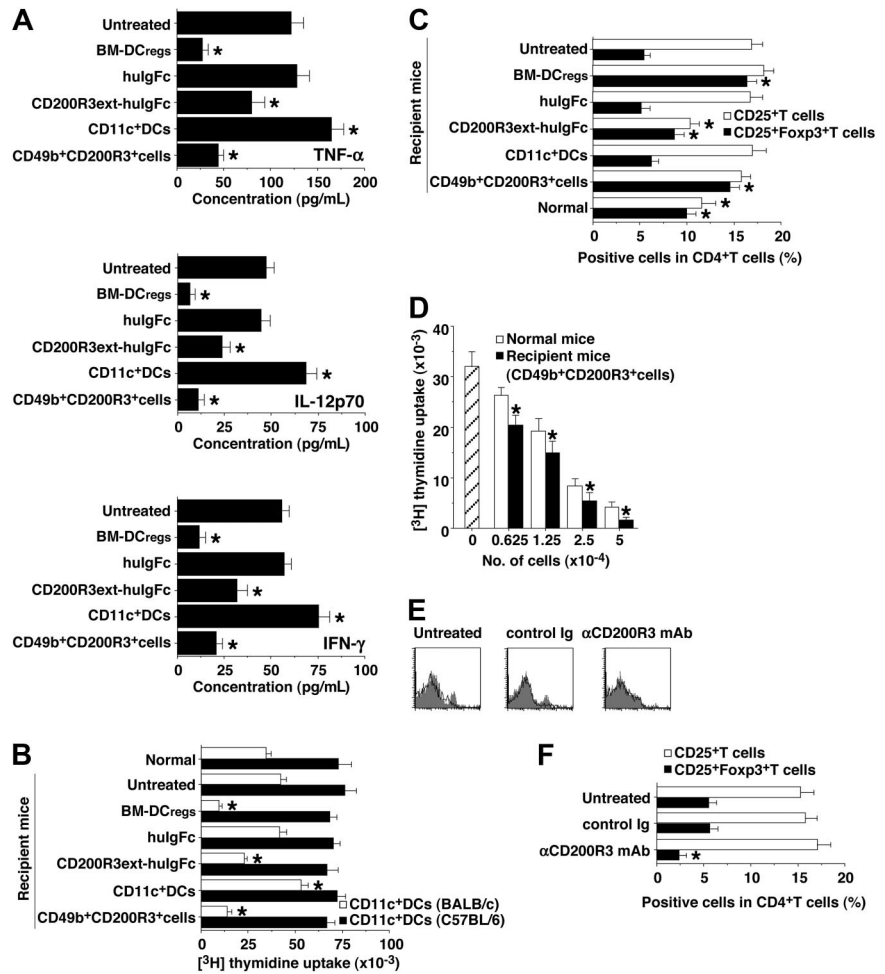 A
Untreated
BM-DCregs
huIgFc
CD200R3ext-huIgFc
CD11c+DCs
CD49b+CD200R3+cells
TNF-α
0 50 100 150 200
Concentration (pg/mL)
Untreated
BM-DCregs
huIgFc
CD200R3ext-huIgFc
CD11c+DCs
CD49b+CD200R3+cells
IL-12p70
0 25 50 75 100
Concentration (pg/mL)
Untreated
BM-DCregs
huIgFc
CD200R3ext-huIgFc
CD11c+DCs
CD49b+CD200R3+cells
IFN-γ
0 25 50 75 100
Concentration (pg/mL)
B
Recipient mice
Normal
Untreated
BM-DCregs
huIgFc
CD200R3ext-huIgFc
CD11c+DCs
CD49b+CD200R3+cells
CD11c+DCs (BALB/c)
CD11c+DCs (C57BL/6)
0 25 50 75 100
[3H] thymidine uptake (x10-3)
C
Recipient mice
Untreated
BM-DCregs
huIgFc
CD200R3ext-huIgFc
CD11c+DCs
CD49b+CD200R3+cells
Normal
CD25+T cells
CD25+Foxp3+T cells
0 5 10 15 20
Positive cells in CD4+T cells (%)
D
[3H] thymidine uptake (x10-3)
40
30
20
10
0
Normal mice
Recipient mice
(CD49b+CD200R3+cells)
0 0.625 1.25 2.5 5
No. of cells (x10-4)
E
Untreated control Ig αCD200R3 mAb
F
CD25+T cells
CD25+Foxp3+T cells
Untreated
control Ig
αCD200R3 mAb
0 5 10 15 20
Positive cells in CD4+T cells (%)